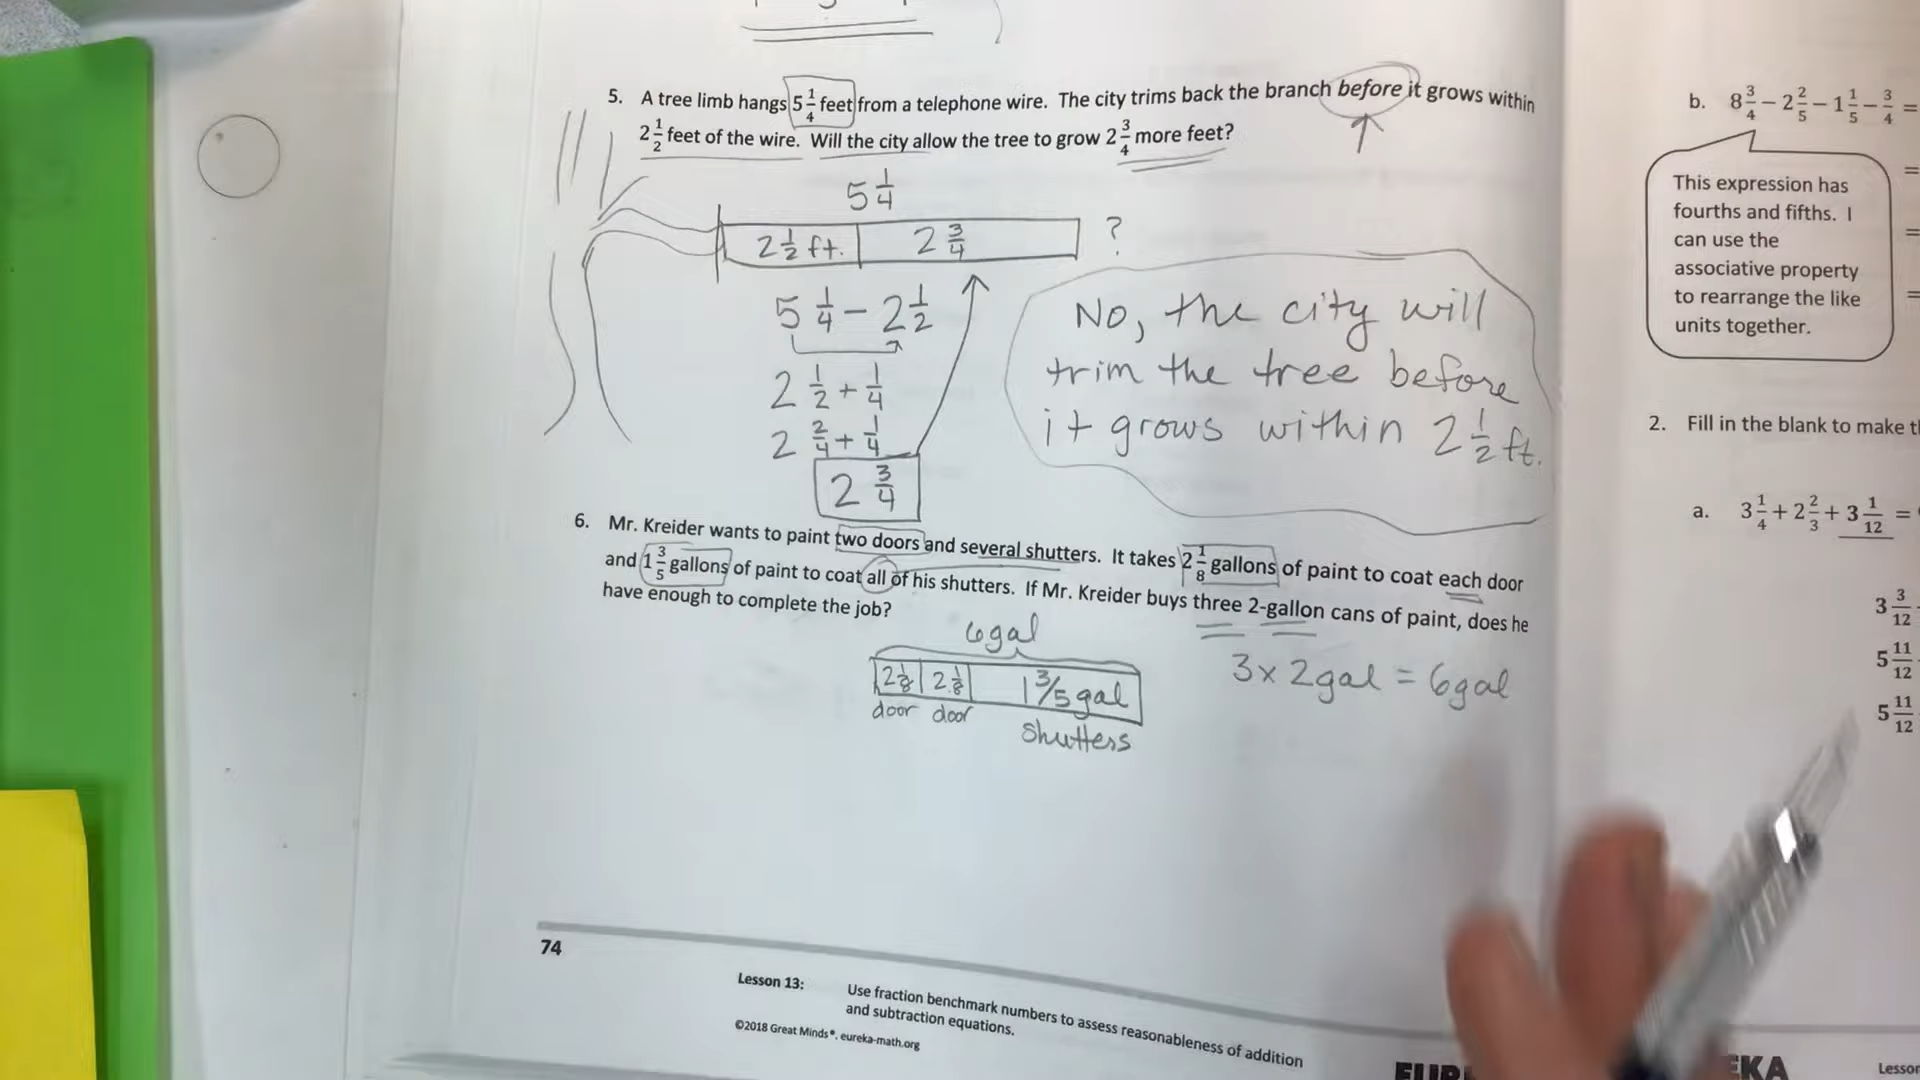 5. A tree limb hangs 5 1/4 feet from a telephone wire. The city trims back the branch before it grows within
2 1/2 feet of the wire. Will the city allow the tree to grow 2 3/4 more feet?
5 1/4
2 1/2 ft. 2 3/4 ?
5 1/4 - 2 1/2
2 1/2 + 1/4
2 2/4 + 1/4
2 3/4
No, the city will
trim the tree before
it grows within 2 1/2 ft.
6. Mr. Kreider wants to paint two doors and several shutters. It takes 2 1/8 gallons of paint to coat each door
and 1 3/5 gallons of paint to coat all of his shutters. If Mr. Kreider buys three 2-gallon cans of paint, does he
have enough to complete the job?
6gal
2 1/8 2 1/8 1 3/5 gal
door door
shutters
3 x 2gal = 6gal
74
Lesson 13: Use fraction benchmark numbers to assess reasonableness of addition
and subtraction equations.
©2018 Great Minds®. eureka-math.org
b. 8 3/4 - 2 2/5 - 1 1/5 - 3/4 =
=
=
=
This expression has
fourths and fifths. I
can use the
associative property
to rearrange the like
units together.
2. Fill in the blank to make
a. 3 1/4 + 2 2/3 + 3 1/12 =
3 3/12
5 11/12
5 11/12